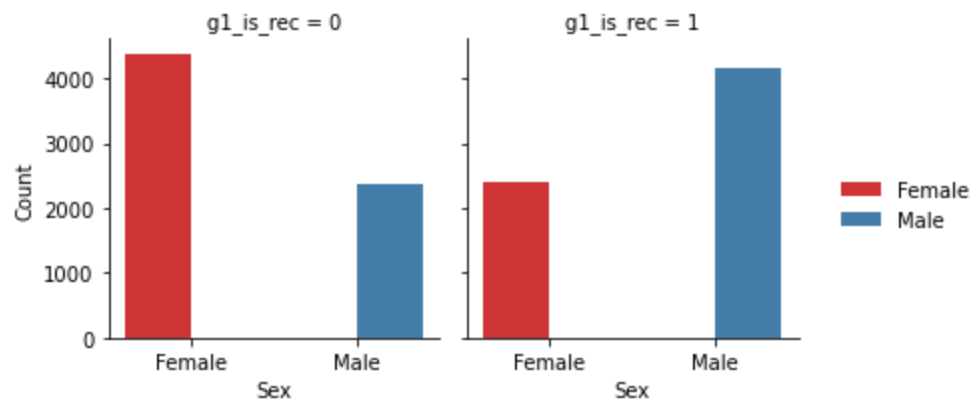 g1_is_rec = 0
g1_is_rec = 1
Count
4000
3000
2000
1000
0
Female
Male
Female
Male
Sex
Sex
Female
Male